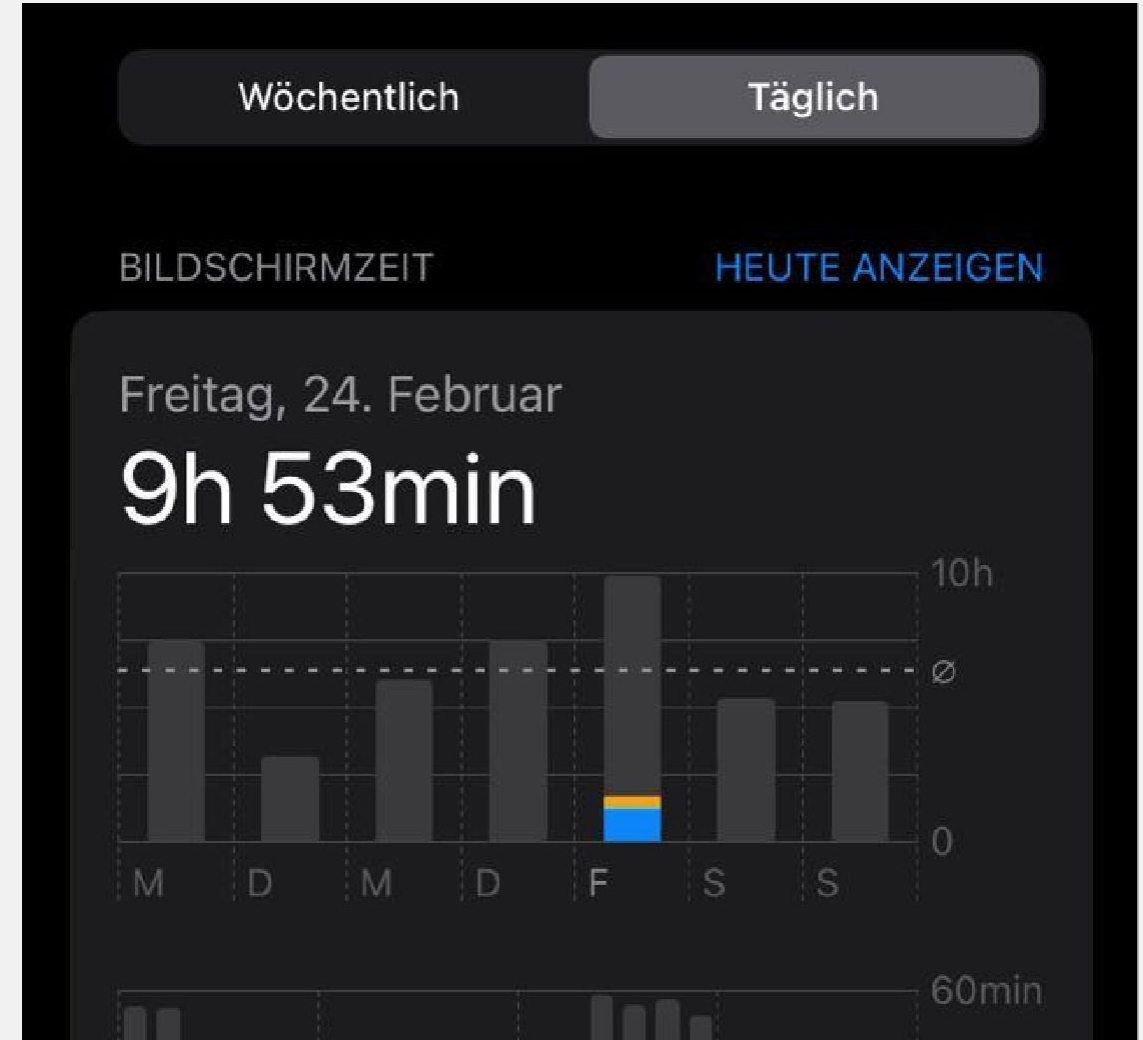 Wöchentlich Täglich
BILDSCHIRMZEIT HEUTE ANZEIGEN
Freitag, 24. Februar
9h 53min
10h
Ø
0
M D M D F S S
60min